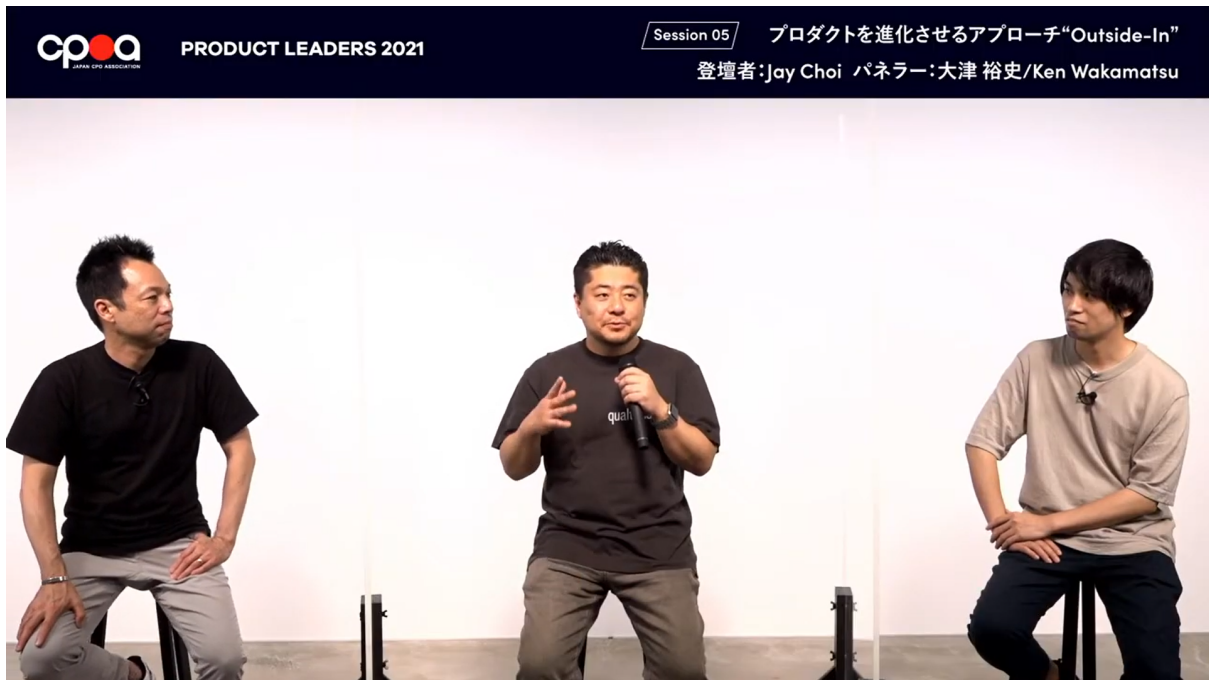 cpoa
JAPAN CPO ASSOCIATION
PRODUCT LEADERS 2021
Session 05
プロダクトを進化させるアプローチ“Outside-In”
登壇者：Jay Choi パネラー：大津 裕史/Ken Wakamatsu